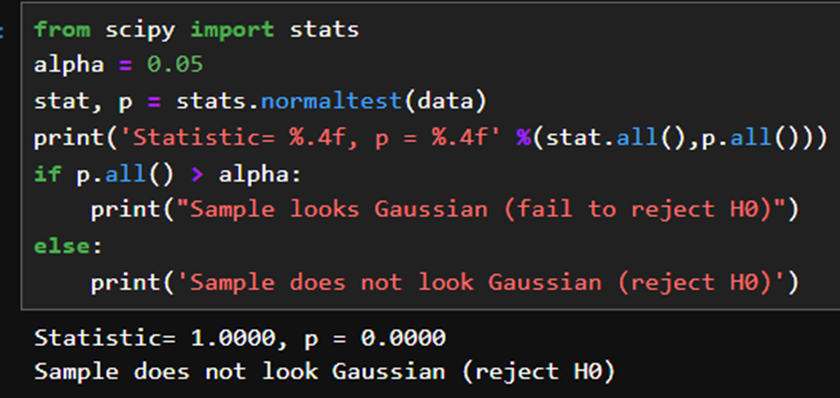 from scipy import stats
alpha = 0.05
stat, p = stats.normaltest(data)
print('Statistic= %.4f, p = %.4f' %(stat.all(),p.all()))
if p.all() > alpha:
    print("Sample looks Gaussian (fail to reject H0)")
else:
    print('Sample does not look Gaussian (reject H0)')
Statistic= 1.0000, p = 0.0000
Sample does not look Gaussian (reject H0)